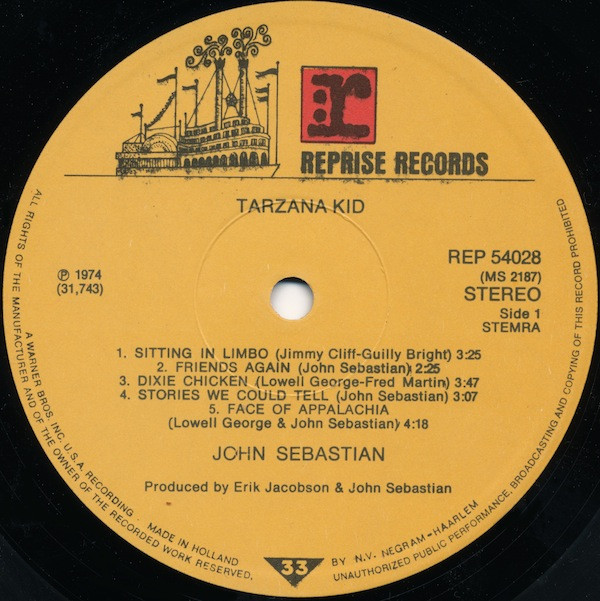 r
REPRISE RECORDS
TARZANA KID
℗ 1974
(31,743)
REP 54028
(MS 2187)
STEREO
Side 1
STEMRA
1. SITTING IN LIMBO (Jimmy Cliff-Guilly Bright) 3:25
2. FRIENDS AGAIN (John Sebastian) 2:25
3. DIXIE CHICKEN (Lowell George-Fred Martin) 3:47
4. STORIES WE COULD TELL (John Sebastian) 3:07
5. FACE OF APPALACHIA
(Lowell George & John Sebastian) 4:18
JOHN SEBASTIAN
Produced by Erik Jacobson & John Sebastian
33
ALL RIGHTS OF THE MANUFACTURER AND OF THE OWNER OF THE RECORDED WORK RESERVED.
A WARNER BROS. INC. U.S.A. RECORDING. MADE IN HOLLAND
BY N.V. NEGRAM-HAARLEM
UNAUTHORIZED PUBLIC PERFORMANCE, BROADCASTING AND COPYING OF THIS RECORD PROHIBITED